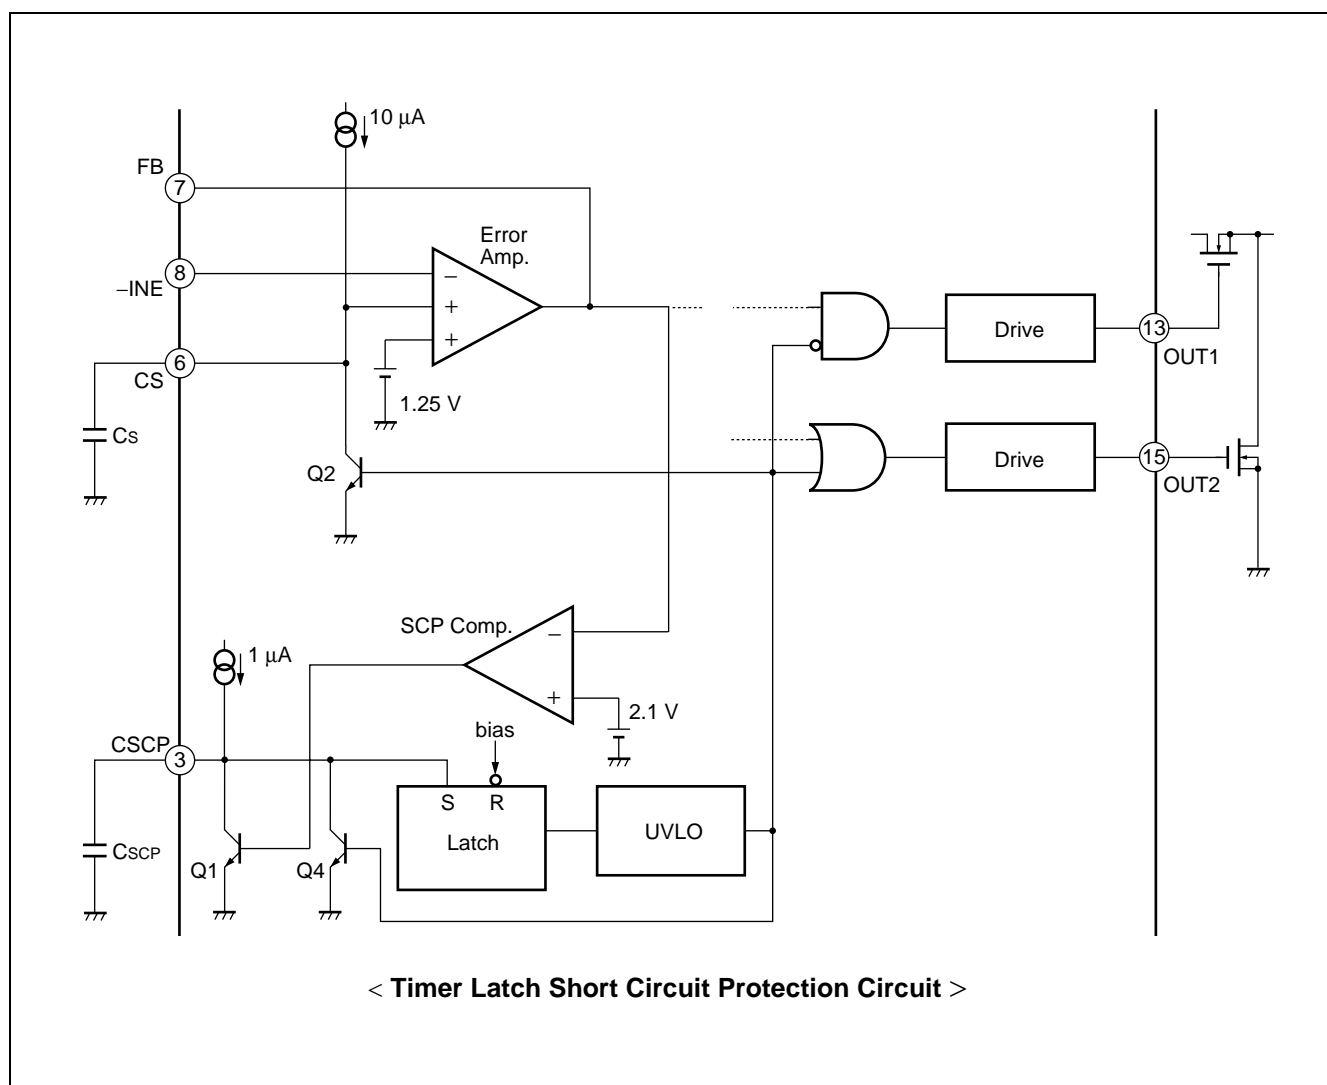 10 μA
FB
7
Error
Amp.
8
−INE
−
+
+
6
CS
1.25 V
Cs
Q2
Drive
13
OUT1
Drive
15
OUT2
SCP Comp.
−
+
1 μA
2.1 V
bias
CSCP
3
S R
Latch
UVLO
CSCP
Q1
Q4
< Timer Latch Short Circuit Protection Circuit >